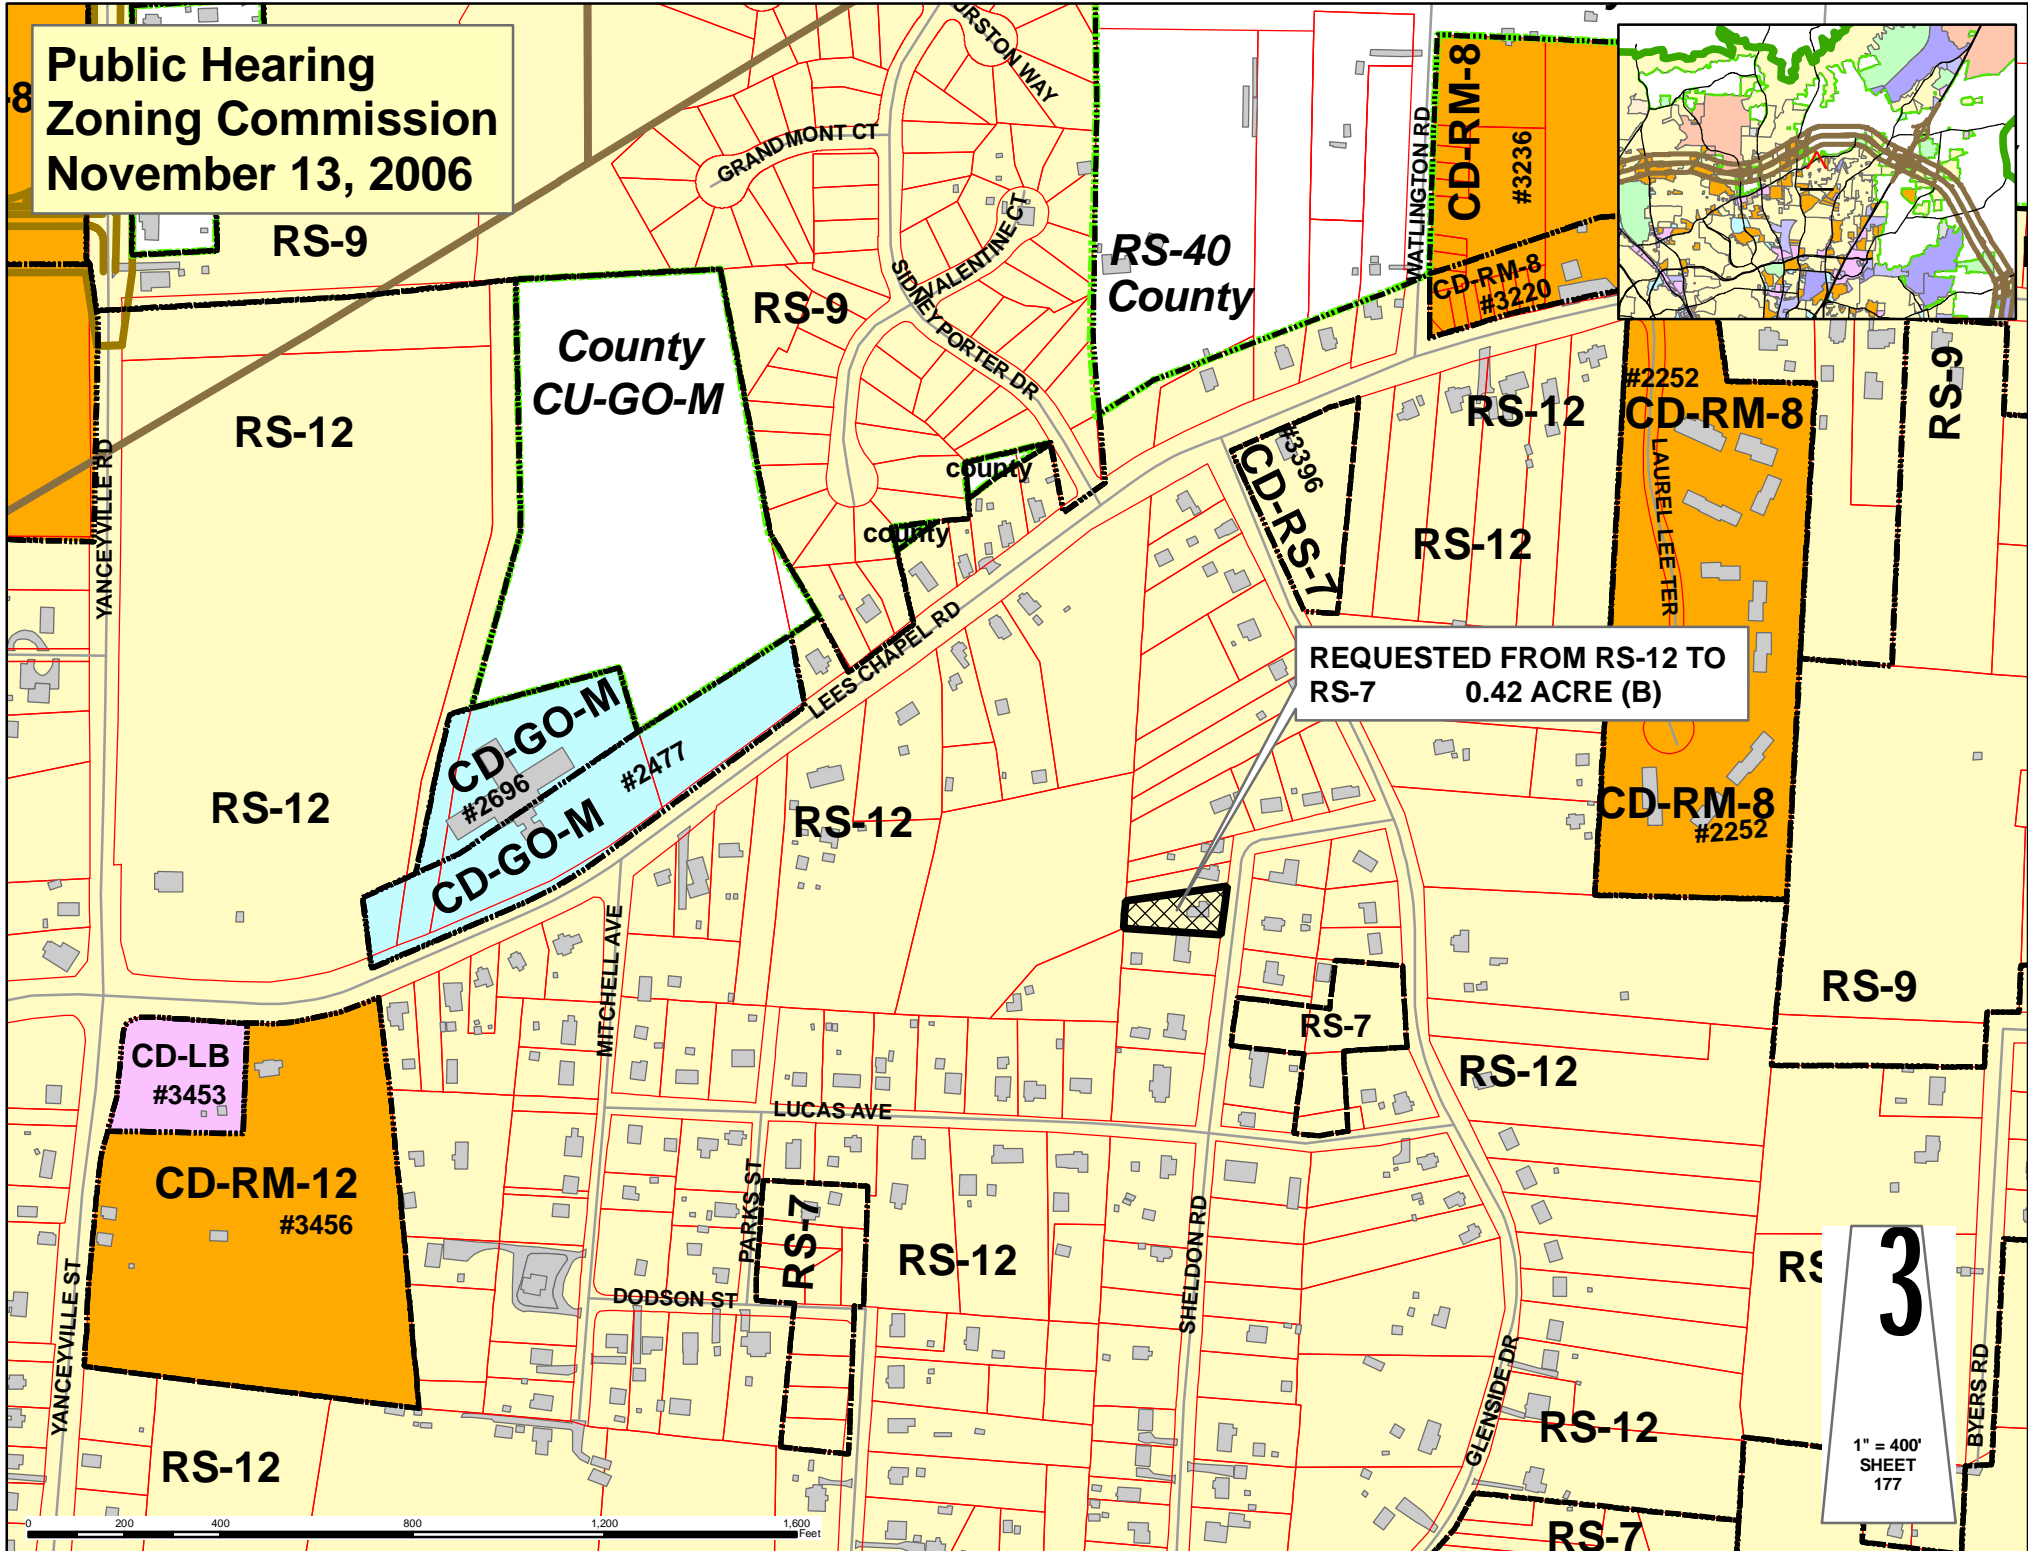 Public Hearing
Zoning Commission
November 13, 2006
-8
RS-9
GRANDMONT CT
URSTON WAY
VALENTINE CT
SIDNEY PORTER DR
RS-9
RS-40
County
WATLINGTON RD
CD-RM-8
#3236
CD-RM-8
#3220
County
CU-GO-M
RS-12
YANCEYVILLE RD
county
county
LEES CHAPEL RD
#3396
CD-RS-7
RS-12
RS-12
#2252
CD-RM-8
LAUREL LEE TER
RS-9
REQUESTED FROM RS-12 TO
RS-7 0.42 ACRE (B)
CD-GO-M
#2696
#2477
CD-GO-M
RS-12
RS-12
CD-RM-8
#2252
MITCHELL AVE
RS-9
CD-LB
#3453
RS-7
RS-12
LUCAS AVE
CD-RM-12
#3456
PARKS ST
RS-7
RS-12
SHELDON RD
DODSON ST
YANCEYVILLE ST
GLENSIDE DR
RS
3
1" = 400'
SHEET
177
BYERS RD
RS-12
RS-12
RS-7
0 200 400 800 1,200 1,600
Feet